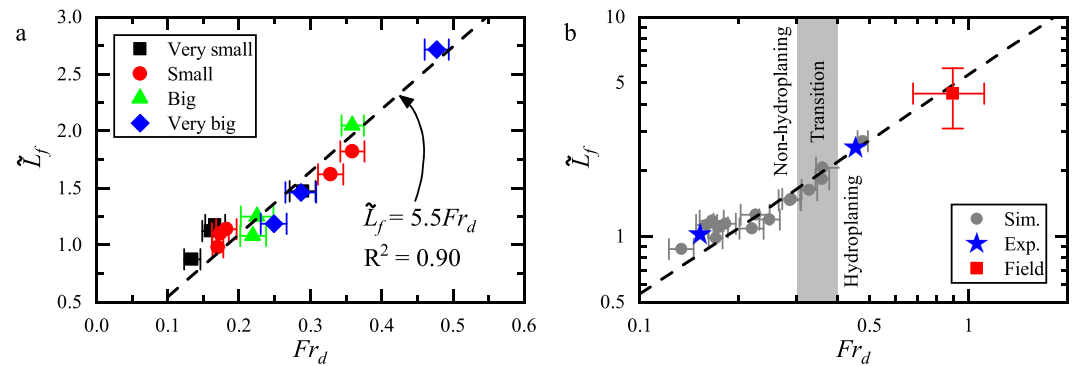 a
3.0
2.5
2.0
1.5
1.0
0.5
0.0
0.1
0.2
0.3
0.4
0.5
0.6
L̃f
Frd
Very small
Small
Big
Very big
L̃f = 5.5Frd
R² = 0.90
b
10
5
1
0.5
0.1
0.5
1
L̃f
Frd
Non-hydroplaning
Transition
Hydroplaning
Sim.
Exp.
Field